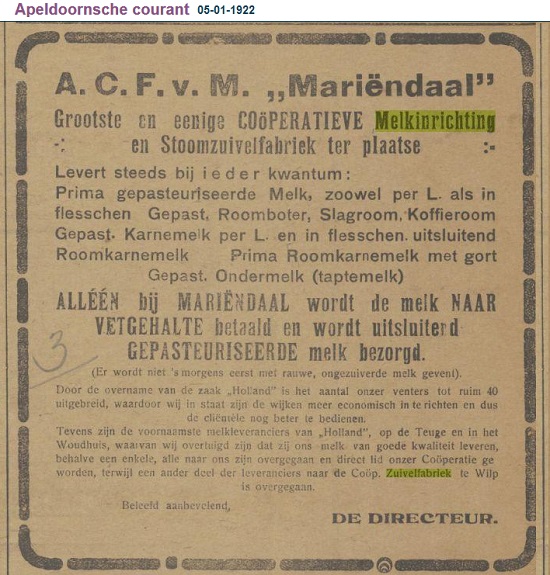 Apeldoornsche courant 05-01-1922
A. C. F. v. M. „Mariëndaal”
Grootste en eenige COöPERATIEVE Melkinrichting
-: en Stoomzuivelfabriek ter plaatse :-
Levert steeds bij ieder kwantum:
Prima gepasteuriseerde Melk, zoowel per L. als in
flesschen Gepast. Roomboter, Slagroom, Koffieroom
Gepast. Karnemelk per L. en in flesschen. uitsluitend
Roomkarnemelk Prima Roomkarnemelk met gort
Gepast. Ondermelk (taptemelk)
ALLÉÉN bij MARIËNDAAL wordt de melk NAAR
VETGEHALTE betaald en wordt uitsluiterd
GEPASTEURISEERDE melk bezorgd.
(Er wordt niet 's morgens eerst met rauwe, ongezuiverde melk gevent).
Door de overname van de zaak „Holland” is het aantal onzer venters tot ruim 40
uitgebreid, waardoor wij in staat zijn de wijken meer economisch in te richten en dus
de cliëntele nog beter te bedienen.
Tevens zijn de voornaamste melkleveranciers van „Holland”, op de Teuge en in het
Woudhuis, waarvan wij overtuigd zijn dat zij ons melk van goede kwaliteit leveren,
behalve een enkele, alle naar ons zijn overgegaan en direct lid onzer Coöperatie ge
worden, terwijl een ander deel der leveranciers naar de Coöp. Zuivelfabriek te Wilp
is overgegaan.
Beleefd aanbevelend,
DE DIRECTEUR.
3